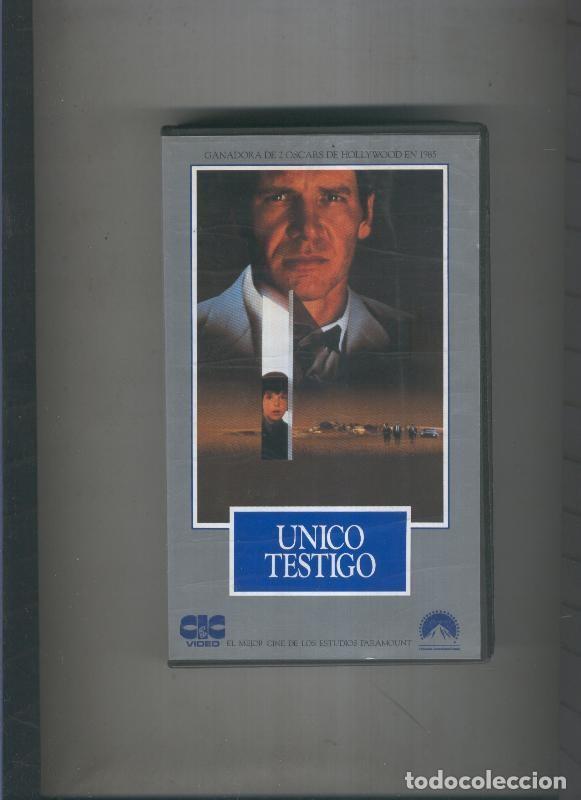 GANADORA DE 2 OSCARS DE HOLLYWOOD EN 1985
UNICO
TESTIGO
CIC
VIDEO
EL MEJOR CINE DE LOS ESTUDIOS PARAMOUNT
todocoleccion